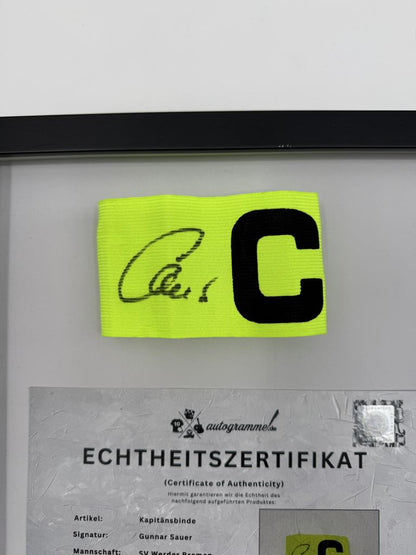 C
autogramme.de
ECHTHEITSZERTIFIKAT
(Certificate of Authenticity)
Hiermit garantieren wir die Echtheit des
nachfolgend aufgeführten Produktes.
Artikel: Kapitänsbinde
Signatur: Gunnar Sauer
Mannschaft: SV Werder Bremen